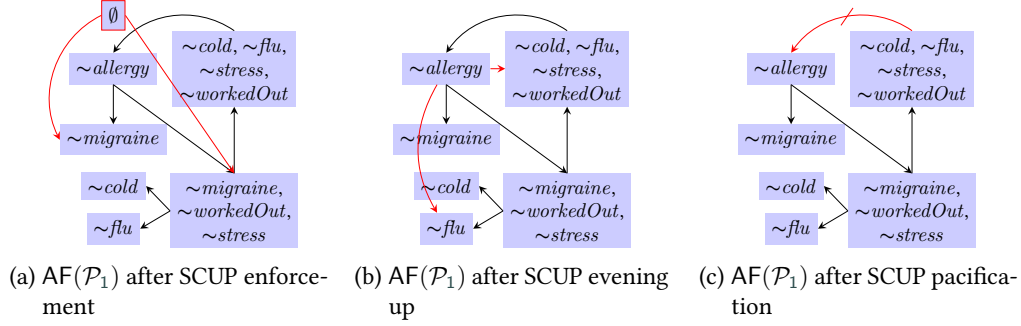 ∅
∼allergy
∼cold, ∼flu,
∼stress,
∼workedOut
∼migraine
∼cold
∼flu
∼migraine,
∼workedOut,
∼stress
(a) AF(𝒫₁) after SCUP enforce-
ment
∼allergy
∼cold, ∼flu,
∼stress,
∼workedOut
∼migraine
∼cold
∼flu
∼migraine,
∼workedOut,
∼stress
(b) AF(𝒫₁) after SCUP evening
up
∼allergy
∼cold, ∼flu,
∼stress,
∼workedOut
∼migraine
∼cold
∼flu
∼migraine,
∼workedOut,
∼stress
(c) AF(𝒫₁) after SCUP pacifica-
tion